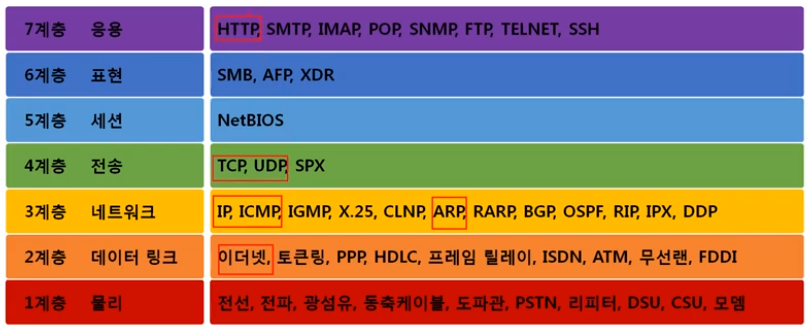 7계층 응용 HTTP, SMTP, IMAP, POP, SNMP, FTP, TELNET, SSH
6계층 표현 SMB, AFP, XDR
5계층 세션 NetBIOS
4계층 전송 TCP, UDP, SPX
3계층 네트워크 IP, ICMP, IGMP, X.25, CLNP, ARP, RARP, BGP, OSPF, RIP, IPX, DDP
2계층 데이터 링크 이더넷, 토큰링, PPP, HDLC, 프레임 릴레이, ISDN, ATM, 무선랜, FDDI
1계층 물리 전선, 전파, 광섬유, 동축케이블, 도파관, PSTN, 리피터, DSU, CSU, 모뎀